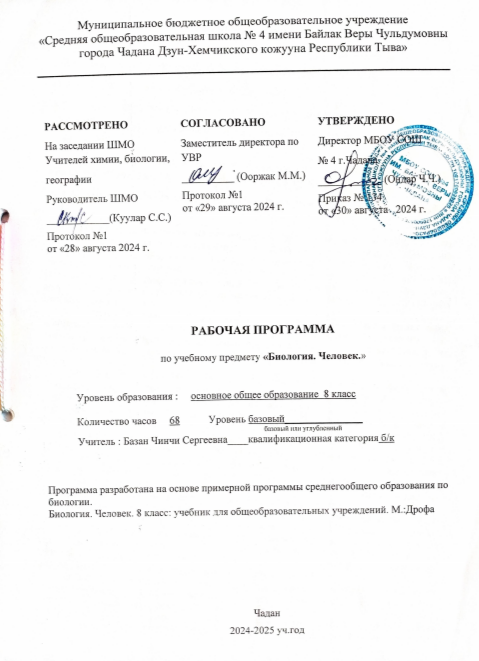 Муниципальное бюджетное общеобразовательное учреждение
«Средняя общеобразовательная школа № 4 имени Байлак Веры Чульдумовны
города Чадана Дзун-Хемчикского кожууна Республики Тыва»
РАССМОТРЕНО
На заседании ШМО
Учителей химии, биологии,
географии
Руководитель ШМО
(Куулар С.С.)
Протокол №1
от «28» августа 2024 г.
СОГЛАСОВАНО
Заместитель директора по
УВР
(Ооржак М.М.)
Протокол №1
от «29» августа 2024 г.
УТВЕРЖДЕНО
Директор МБОУ СОШ
№ 4 г.Чадана
(Ойдар Ч.Ч.)
Приказ
от «30» августа 2024 г.
РАБОЧАЯ ПРОГРАММА
по учебному предмету «Биология. Человек.»
Уровень образования : основное общее образование 8 класс
Количество часов 68 Уровень базовый
базовый или углубленный
Учитель : Базан Чинчи Сергеевна____квалификационная категория б/к
Программа разработана на основе примерной программы среднегообщего образования по
биологии.
Биология. Человек. 8 класс: учебник для общеобразовательных учреждений. М.:Дрофа
Чадан
2024-2025 уч.год